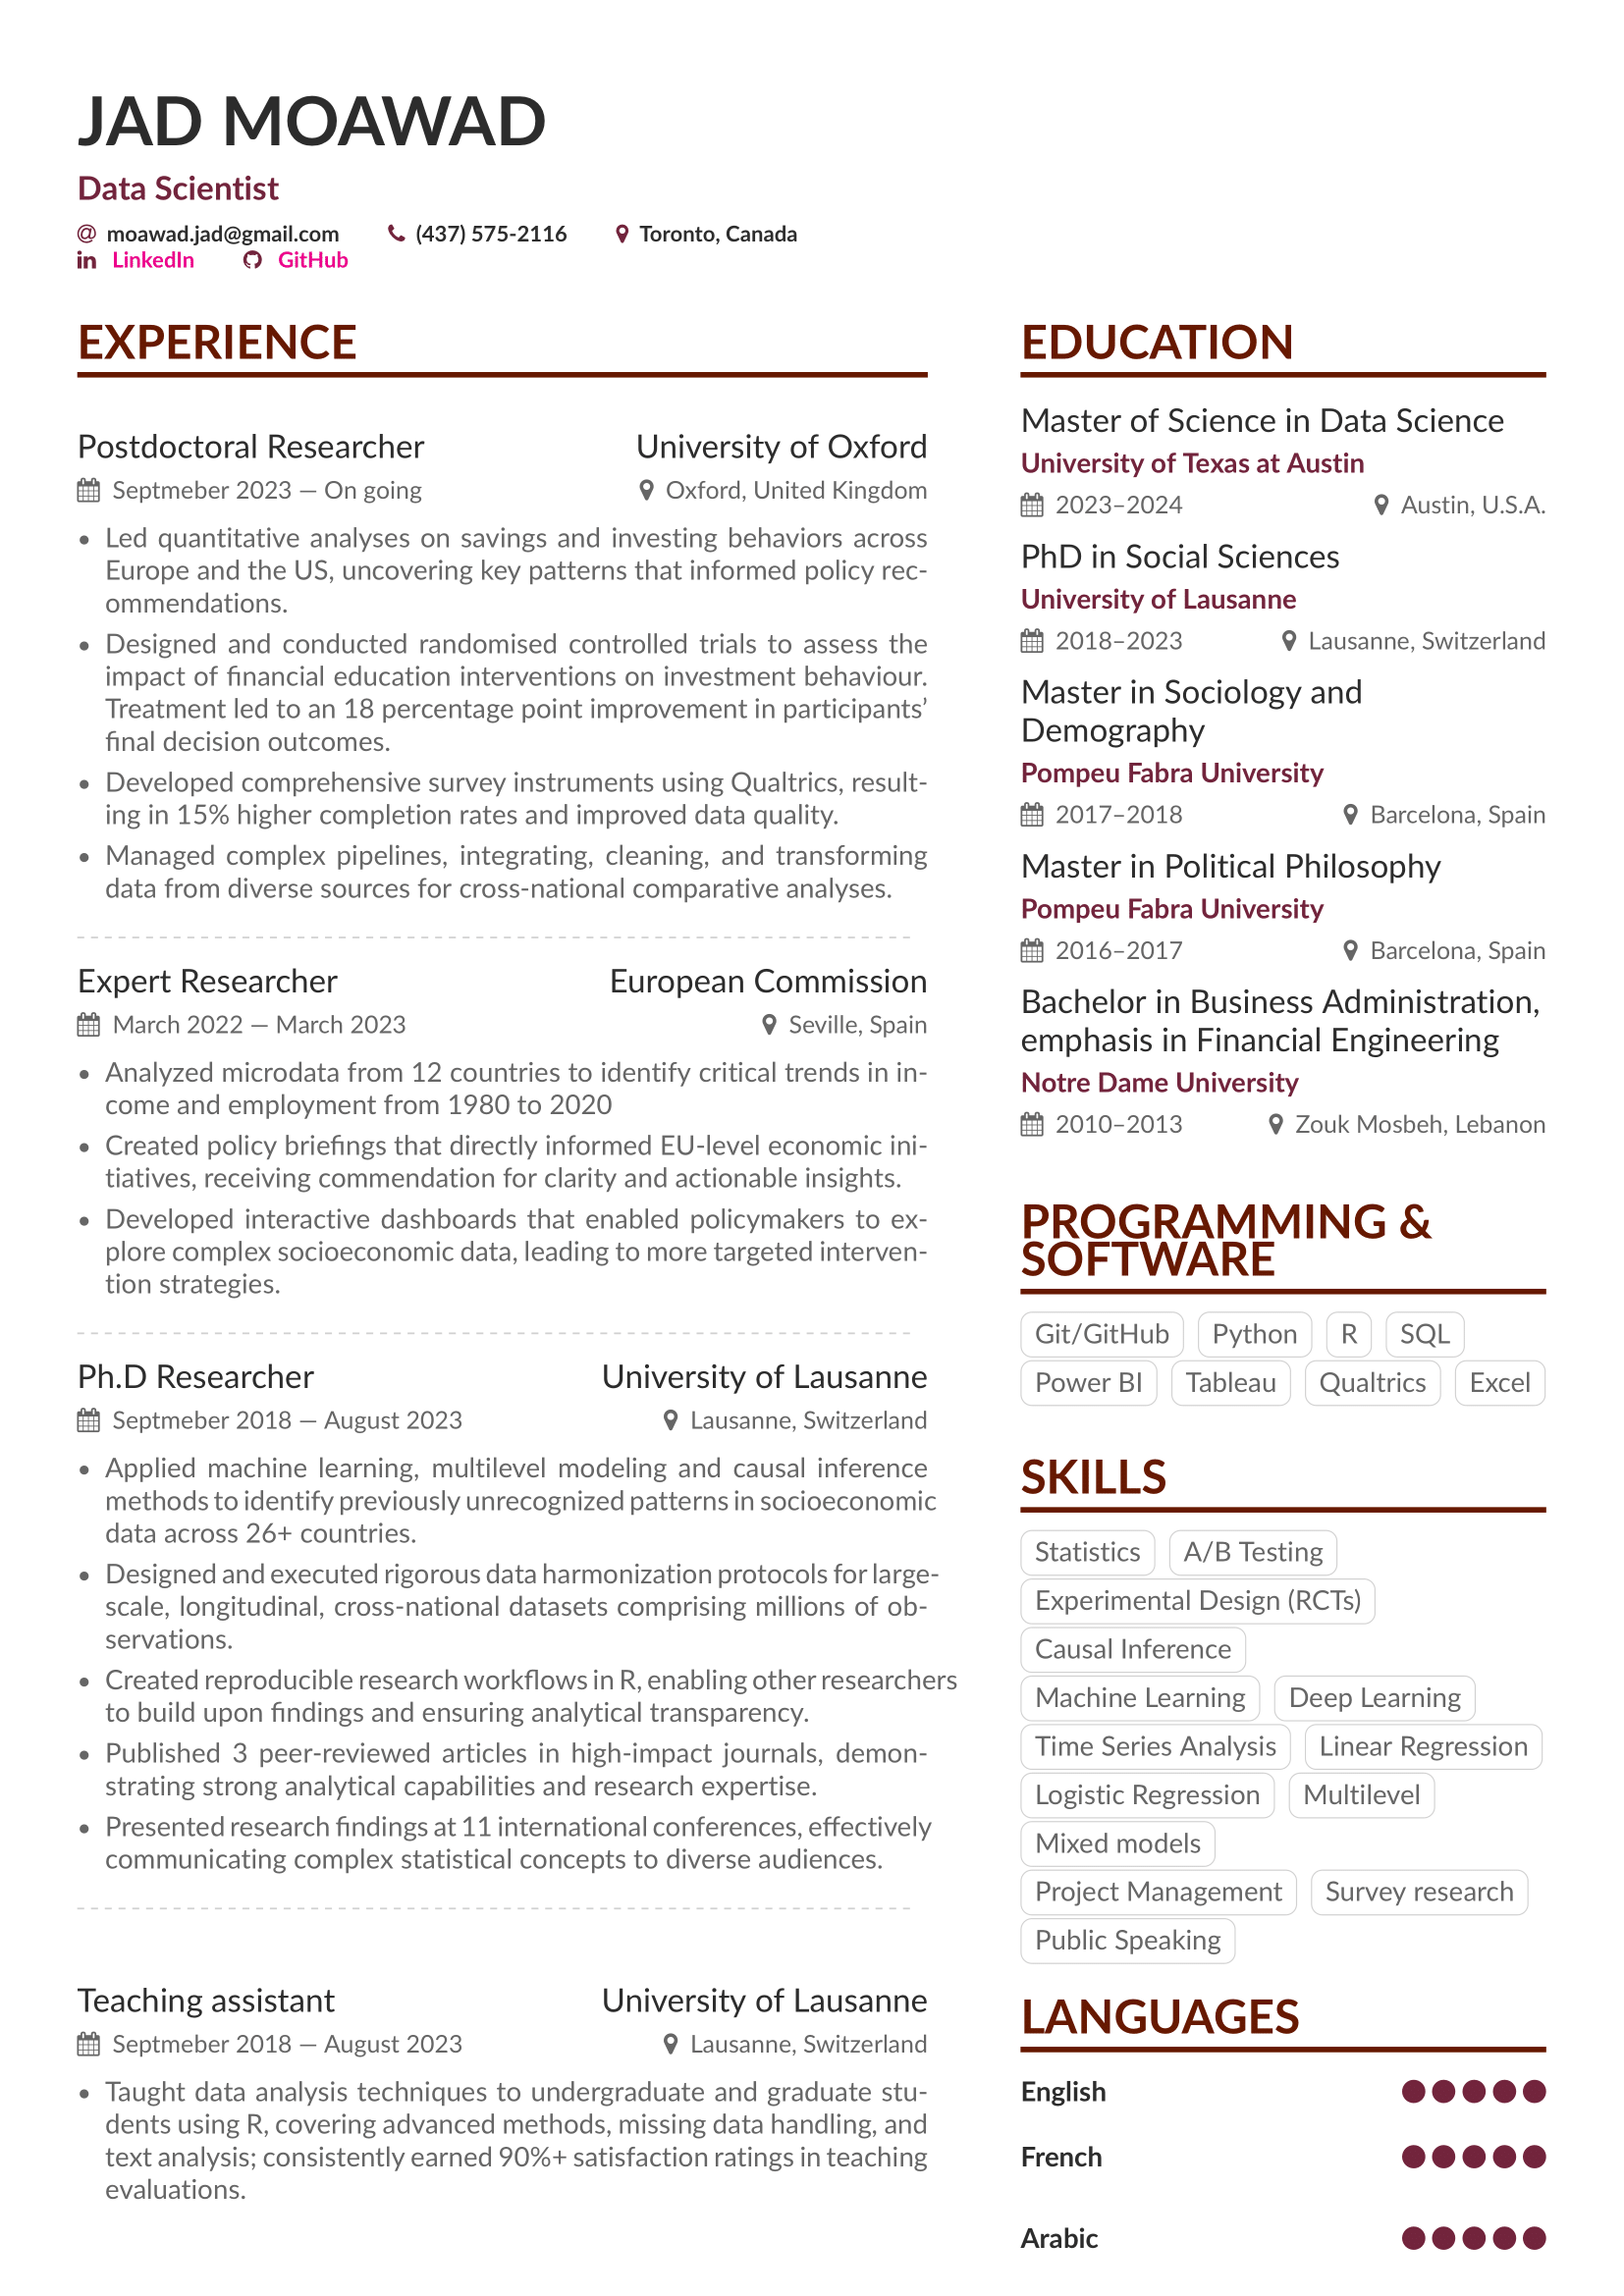 JAD MOAWAD
Data Scientist
moawad.jad@gmail.com (437) 575-2116 Toronto, Canada
LinkedIn GitHub
EXPERIENCE
Postdoctoral Researcher University of Oxford
Septmeber 2023 — On going Oxford, United Kingdom
• Led quantitative analyses on savings and investing behaviors across
Europe and the US, uncovering key patterns that informed policy rec-
ommendations.
• Designed and conducted randomised controlled trials to assess the
impact of financial education interventions on investment behaviour.
Treatment led to an 18 percentage point improvement in participants’
final decision outcomes.
• Developed comprehensive survey instruments using Qualtrics, result-
ing in 15% higher completion rates and improved data quality.
• Managed complex pipelines, integrating, cleaning, and transforming
data from diverse sources for cross-national comparative analyses.
Expert Researcher European Commission
March 2022 — March 2023 Seville, Spain
• Analyzed microdata from 12 countries to identify critical trends in in-
come and employment from 1980 to 2020
• Created policy briefings that directly informed EU-level economic ini-
tiatives, receiving commendation for clarity and actionable insights.
• Developed interactive dashboards that enabled policymakers to ex-
plore complex socioeconomic data, leading to more targeted interven-
tion strategies.
Ph.D Researcher University of Lausanne
Septmeber 2018 — August 2023 Lausanne, Switzerland
• Applied machine learning, multilevel modeling and causal inference
methods to identify previously unrecognized patterns in socioeconomic
data across 26+ countries.
• Designed and executed rigorous data harmonization protocols for large-
scale, longitudinal, cross-national datasets comprising millions of ob-
servations.
• Created reproducible research workflows in R, enabling other researchers
to build upon findings and ensuring analytical transparency.
• Published 3 peer-reviewed articles in high-impact journals, demon-
strating strong analytical capabilities and research expertise.
• Presented research findings at 11 international conferences, effectively
communicating complex statistical concepts to diverse audiences.
Teaching assistant University of Lausanne
Septmeber 2018 — August 2023 Lausanne, Switzerland
• Taught data analysis techniques to undergraduate and graduate stu-
dents using R, covering advanced methods, missing data handling, and
text analysis; consistently earned 90%+ satisfaction ratings in teaching
evaluations.
EDUCATION
Master of Science in Data Science
University of Texas at Austin
2023–2024 Austin, U.S.A.
PhD in Social Sciences
University of Lausanne
2018–2023 Lausanne, Switzerland
Master in Sociology and
Demography
Pompeu Fabra University
2017–2018 Barcelona, Spain
Master in Political Philosophy
Pompeu Fabra University
2016–2017 Barcelona, Spain
Bachelor in Business Administration,
emphasis in Financial Engineering
Notre Dame University
2010–2013 Zouk Mosbeh, Lebanon
PROGRAMMING &
SOFTWARE
Git/GitHub Python R SQL
Power BI Tableau Qualtrics Excel
SKILLS
Statistics A/B Testing
Experimental Design (RCTs)
Causal Inference
Machine Learning Deep Learning
Time Series Analysis Linear Regression
Logistic Regression Multilevel
Mixed models
Project Management Survey research
Public Speaking
LANGUAGES
English
French
Arabic